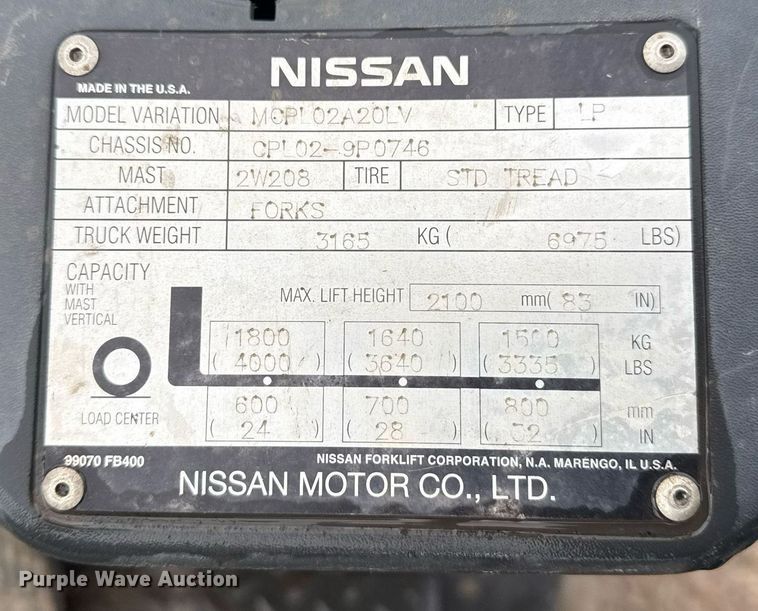 NISSAN
MADE IN THE U.S.A.
MODEL VARIATION MCPL02A20LV TYPE LP
CHASSIS NO. CPL02-9P0746
MAST 2W208 TIRE STD TREAD
ATTACHMENT FORKS
TRUCK WEIGHT 3165 KG ( 6975 LBS)
CAPACITY
WITH
MAST
VERTICAL
MAX. LIFT HEIGHT 2100 mm( 83 IN)
1800 1640 KG
( 4000 ) ( 3640 ) ( 3335 ) LBS
LOAD CENTER
600 700 800 mm
( 24 ) ( 28 ) ( 32 ) IN
99070 FB400
NISSAN FORKLIFT CORPORATION, N.A. MARENGO, IL U.S.A.
NISSAN MOTOR CO., LTD.
Purple Wave Auction